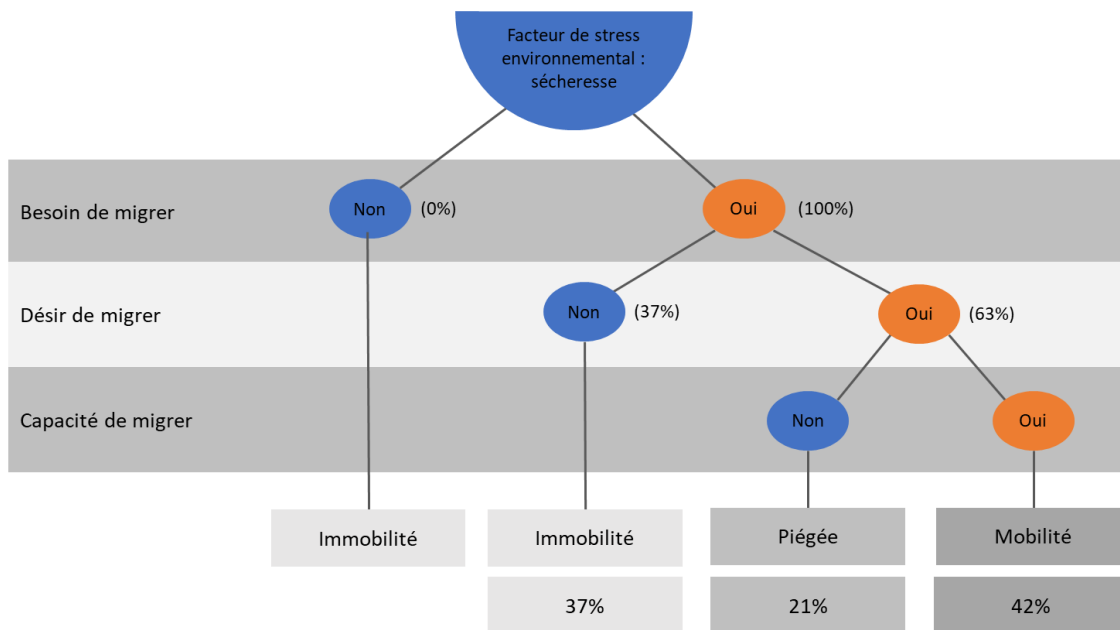 Facteur de stress
environnemental :
sécheresse
Besoin de migrer
Non
(0%)
Oui
(100%)
Désir de migrer
Non
(37%)
Oui
(63%)
Capacité de migrer
Non
Oui
Immobilité
Immobilité
Piégée
Mobilité
37%
21%
42%